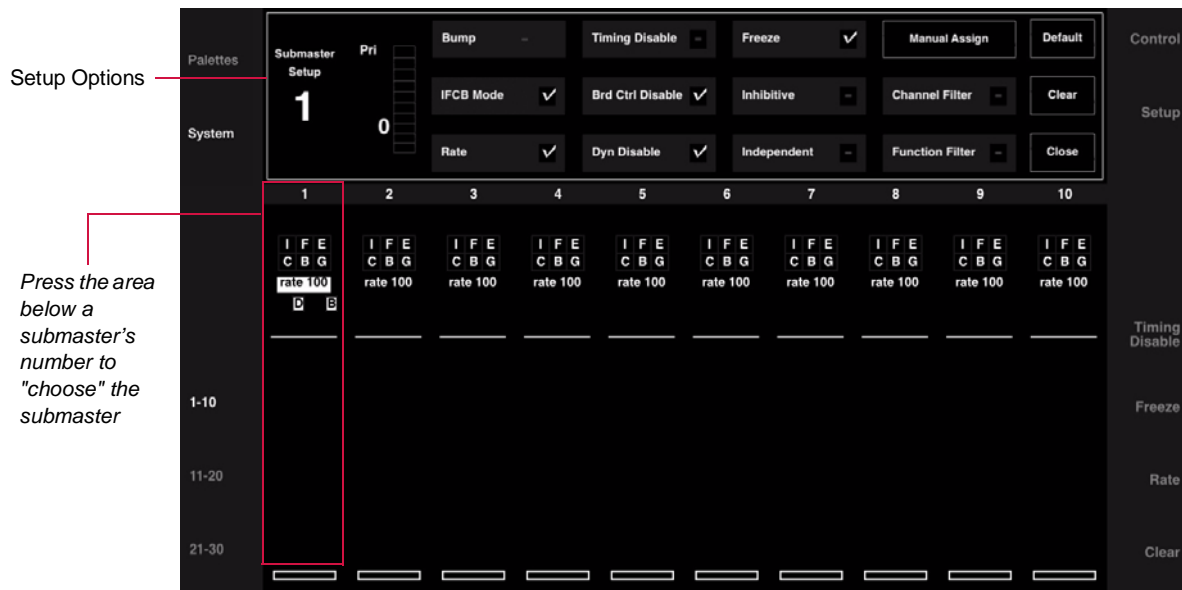 Setup Options
Press the area
below a
submaster's
number to
"choose" the
submaster
Palettes
System
1-10
11-20
21-30
Submaster
Setup
1
Pri
0
Bump -
Timing Disable -
Freeze ✓
Manual Assign
Default
IFCB Mode ✓
Brd Ctrl Disable ✓
Inhibitive -
Channel Filter -
Clear
Rate ✓
Dyn Disable ✓
Independent -
Function Filter -
Close
1 2 3 4 5 6 7 8 9 10
I F E I F E I F E I F E I F E I F E I F E I F E I F E I F E
C B G C B G C B G C B G C B G C B G C B G C B G C B G C B G
rate 100 rate 100 rate 100 rate 100 rate 100 rate 100 rate 100 rate 100 rate 100 rate 100
D B
Control
Setup
Timing
Disable
Freeze
Rate
Clear